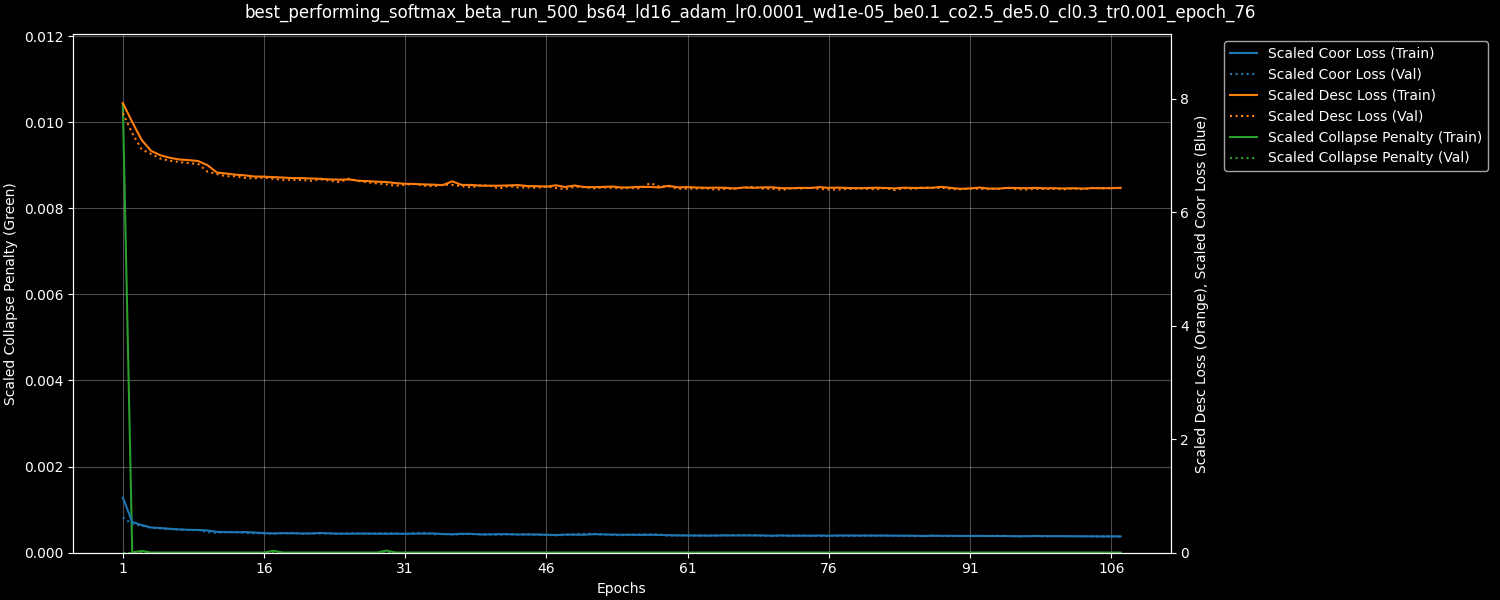 best_performing_softmax_beta_run_500_bs64_ld16_adam_lr0.0001_wd1e-05_be0.1_co2.5_de5.0_cl0.3_tr0.001_epoch_76
Scaled Collapse Penalty (Green)
0.012
0.010
0.008
0.006
0.004
0.002
0.000
1
16
31
46
61
76
91
106
Epochs
8
6
4
2
0
Scaled Desc Loss (Orange), Scaled Coor Loss (Blue)
Scaled Coor Loss (Train)
Scaled Coor Loss (Val)
Scaled Desc Loss (Train)
Scaled Desc Loss (Val)
Scaled Collapse Penalty (Train)
Scaled Collapse Penalty (Val)